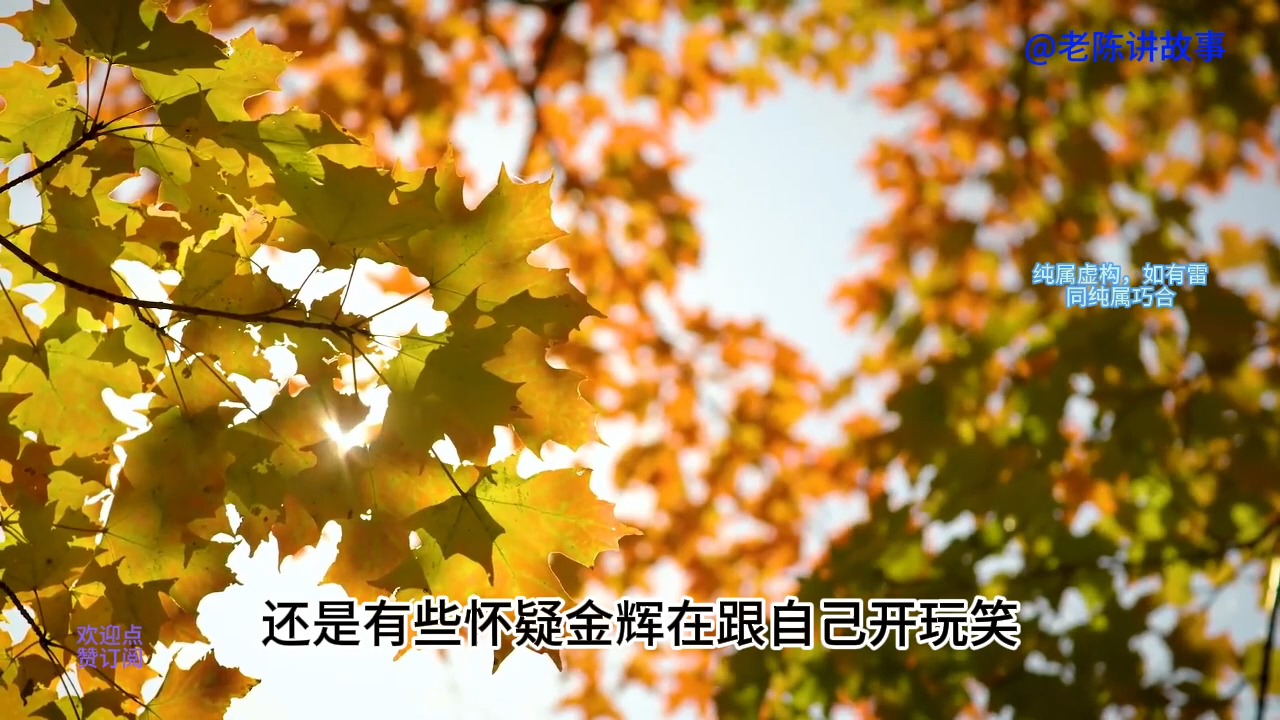 @老陈讲故事
纯属虚构，如有雷
同纯属巧合
还是有些怀疑金辉在跟自己开玩笑
欢迎点
赞订阅